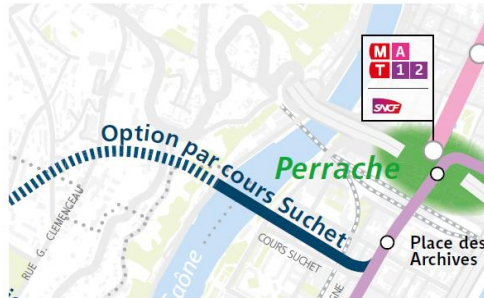 M A
T 1 2
SNCF
Option par cours Suchet
Perrache
RUE G. CLEMENCEAU
COURS SUCHET
Saône
Place des
Archives